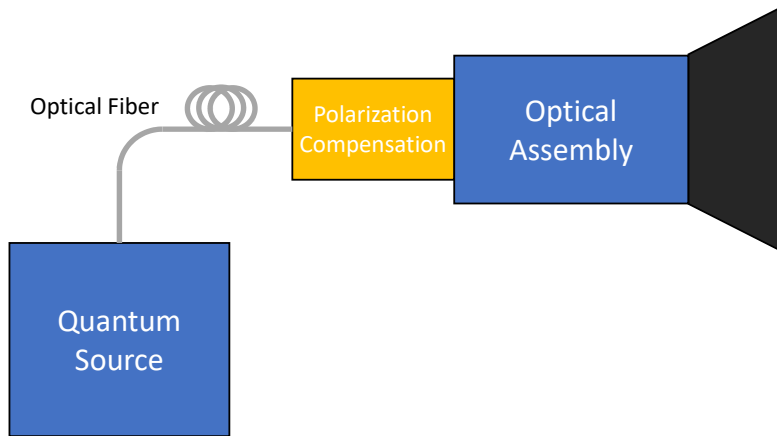 Optical Fiber
Polarization
Compensation
Optical
Assembly
Quantum
Source